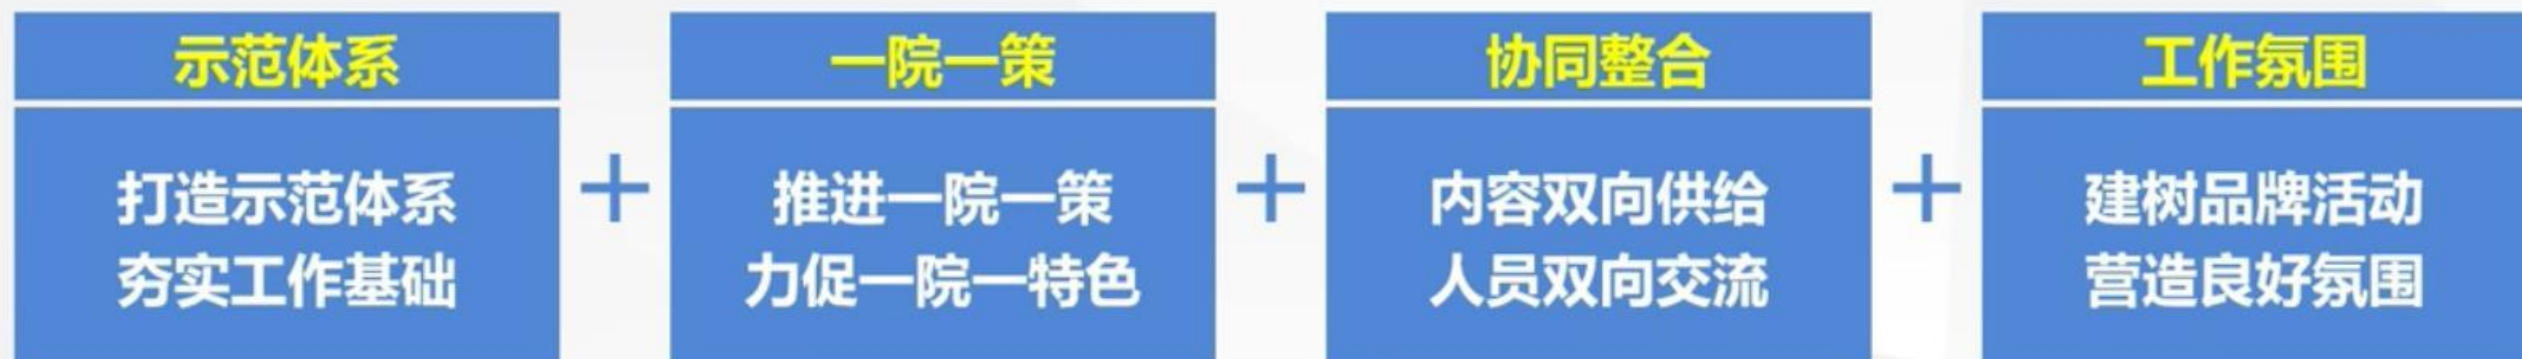 示范体系
打造示范体系
夯实工作基础
+
一院一策
推进一院一策
力促一院一特色
+
协同整合
内容双向供给
人员双向交流
+
工作氛围
建树品牌活动
营造良好氛围